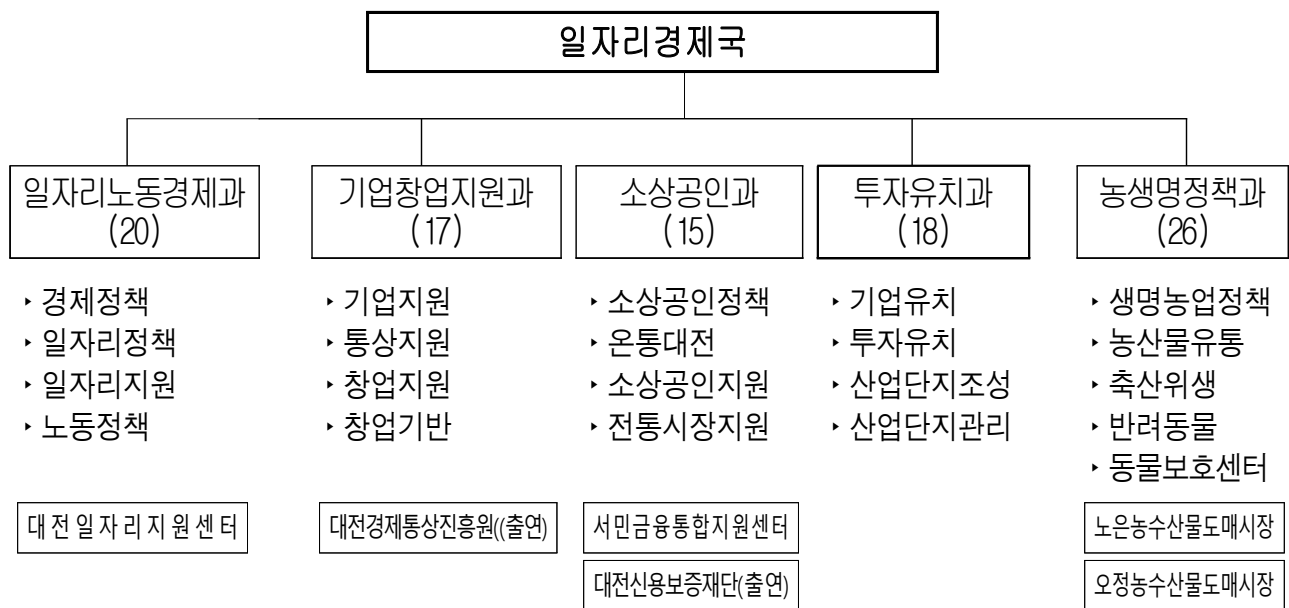 일자리경제국
일자리노동경제과
(20)
‣ 경제정책
‣ 일자리정책
‣ 일자리지원
‣ 노동정책
대전일자리지원센터
기업창업지원과
(17)
‣ 기업지원
‣ 통상지원
‣ 창업지원
‣ 창업기반
대전경제통상진흥원((출연)
소상공인과
(15)
‣ 소상공인정책
‣ 온통대전
‣ 소상공인지원
‣ 전통시장지원
서민금융통합지원센터
대전신용보증재단(출연)
투자유치과
(18)
‣ 기업유치
‣ 투자유치
‣ 산업단지조성
‣ 산업단지관리
농생명정책과
(26)
‣ 생명농업정책
‣ 농산물유통
‣ 축산위생
‣ 반려동물
‣ 동물보호센터
노은농수산물도매시장
오정농수산물도매시장